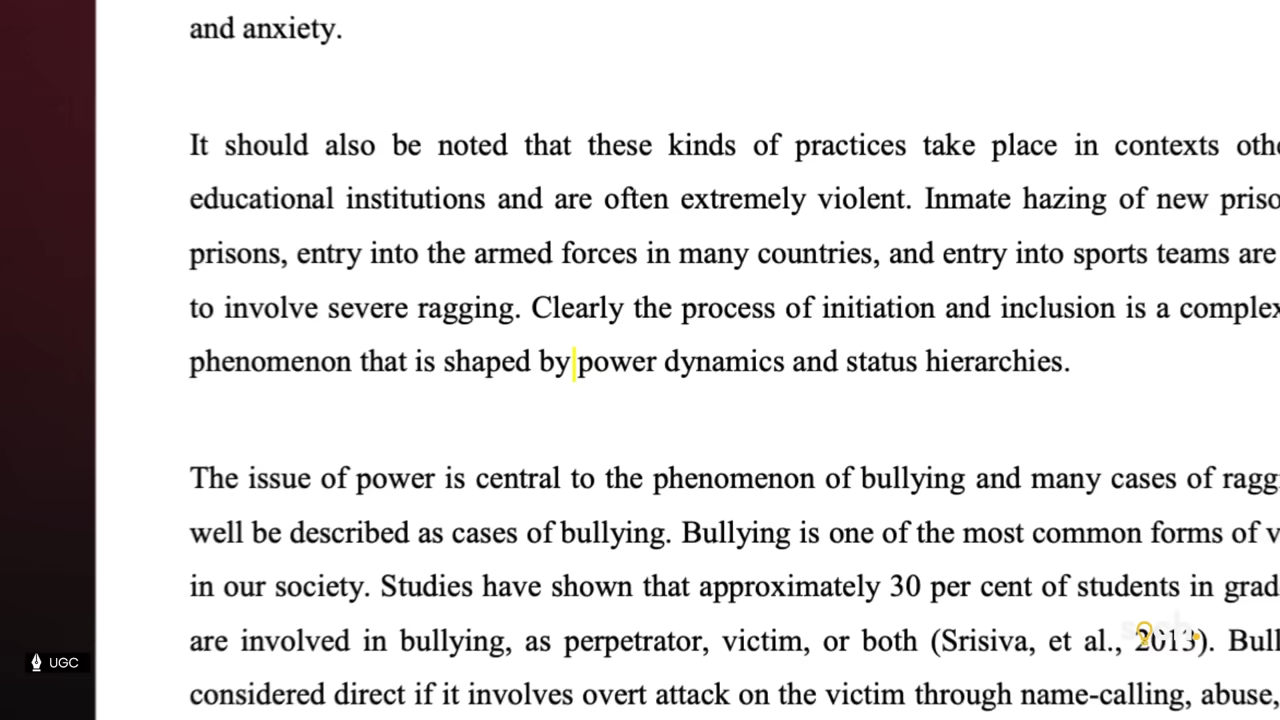 and anxiety.
It should also be noted that these kinds of practices take place in contexts
educational institutions and are often extremely violent. Inmate hazing of new
prisons, entry into the armed forces in many countries, and entry into sports teams are
to involve severe ragging. Clearly the process of initiation and inclusion is a complex
phenomenon that is shaped by power dynamics and status hierarchies.
The issue of power is central to the phenomenon of bullying and many cases of
well be described as cases of bullying. Bullying is one of the most common forms of
in our society. Studies have shown that approximately 30 per cent of students in
are involved in bullying, as perpetrator, victim, or both (Srisiva, et al., 2013).
considered direct if it involves overt attack on the victim through name-calling, abuse,
UGC